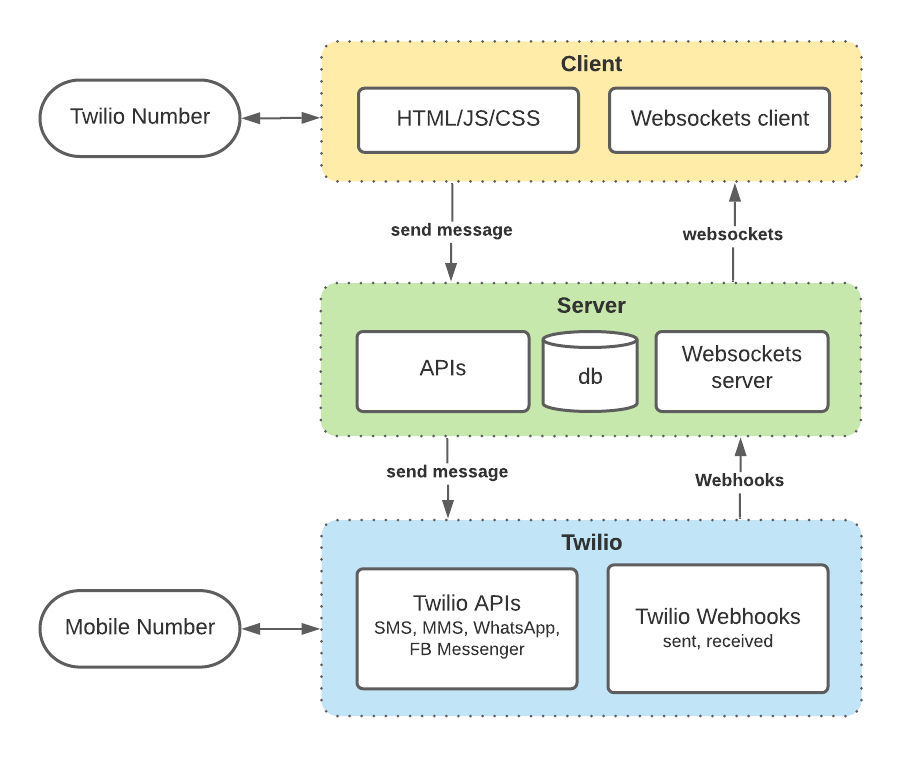 Client
Twilio Number
HTML/JS/CSS
Websockets client
send message
websockets
Server
APIs
db
Websockets
server
send message
Webhooks
Twilio
Mobile Number
Twilio APIs
SMS, MMS, WhatsApp,
FB Messenger
Twilio Webhooks
sent, received